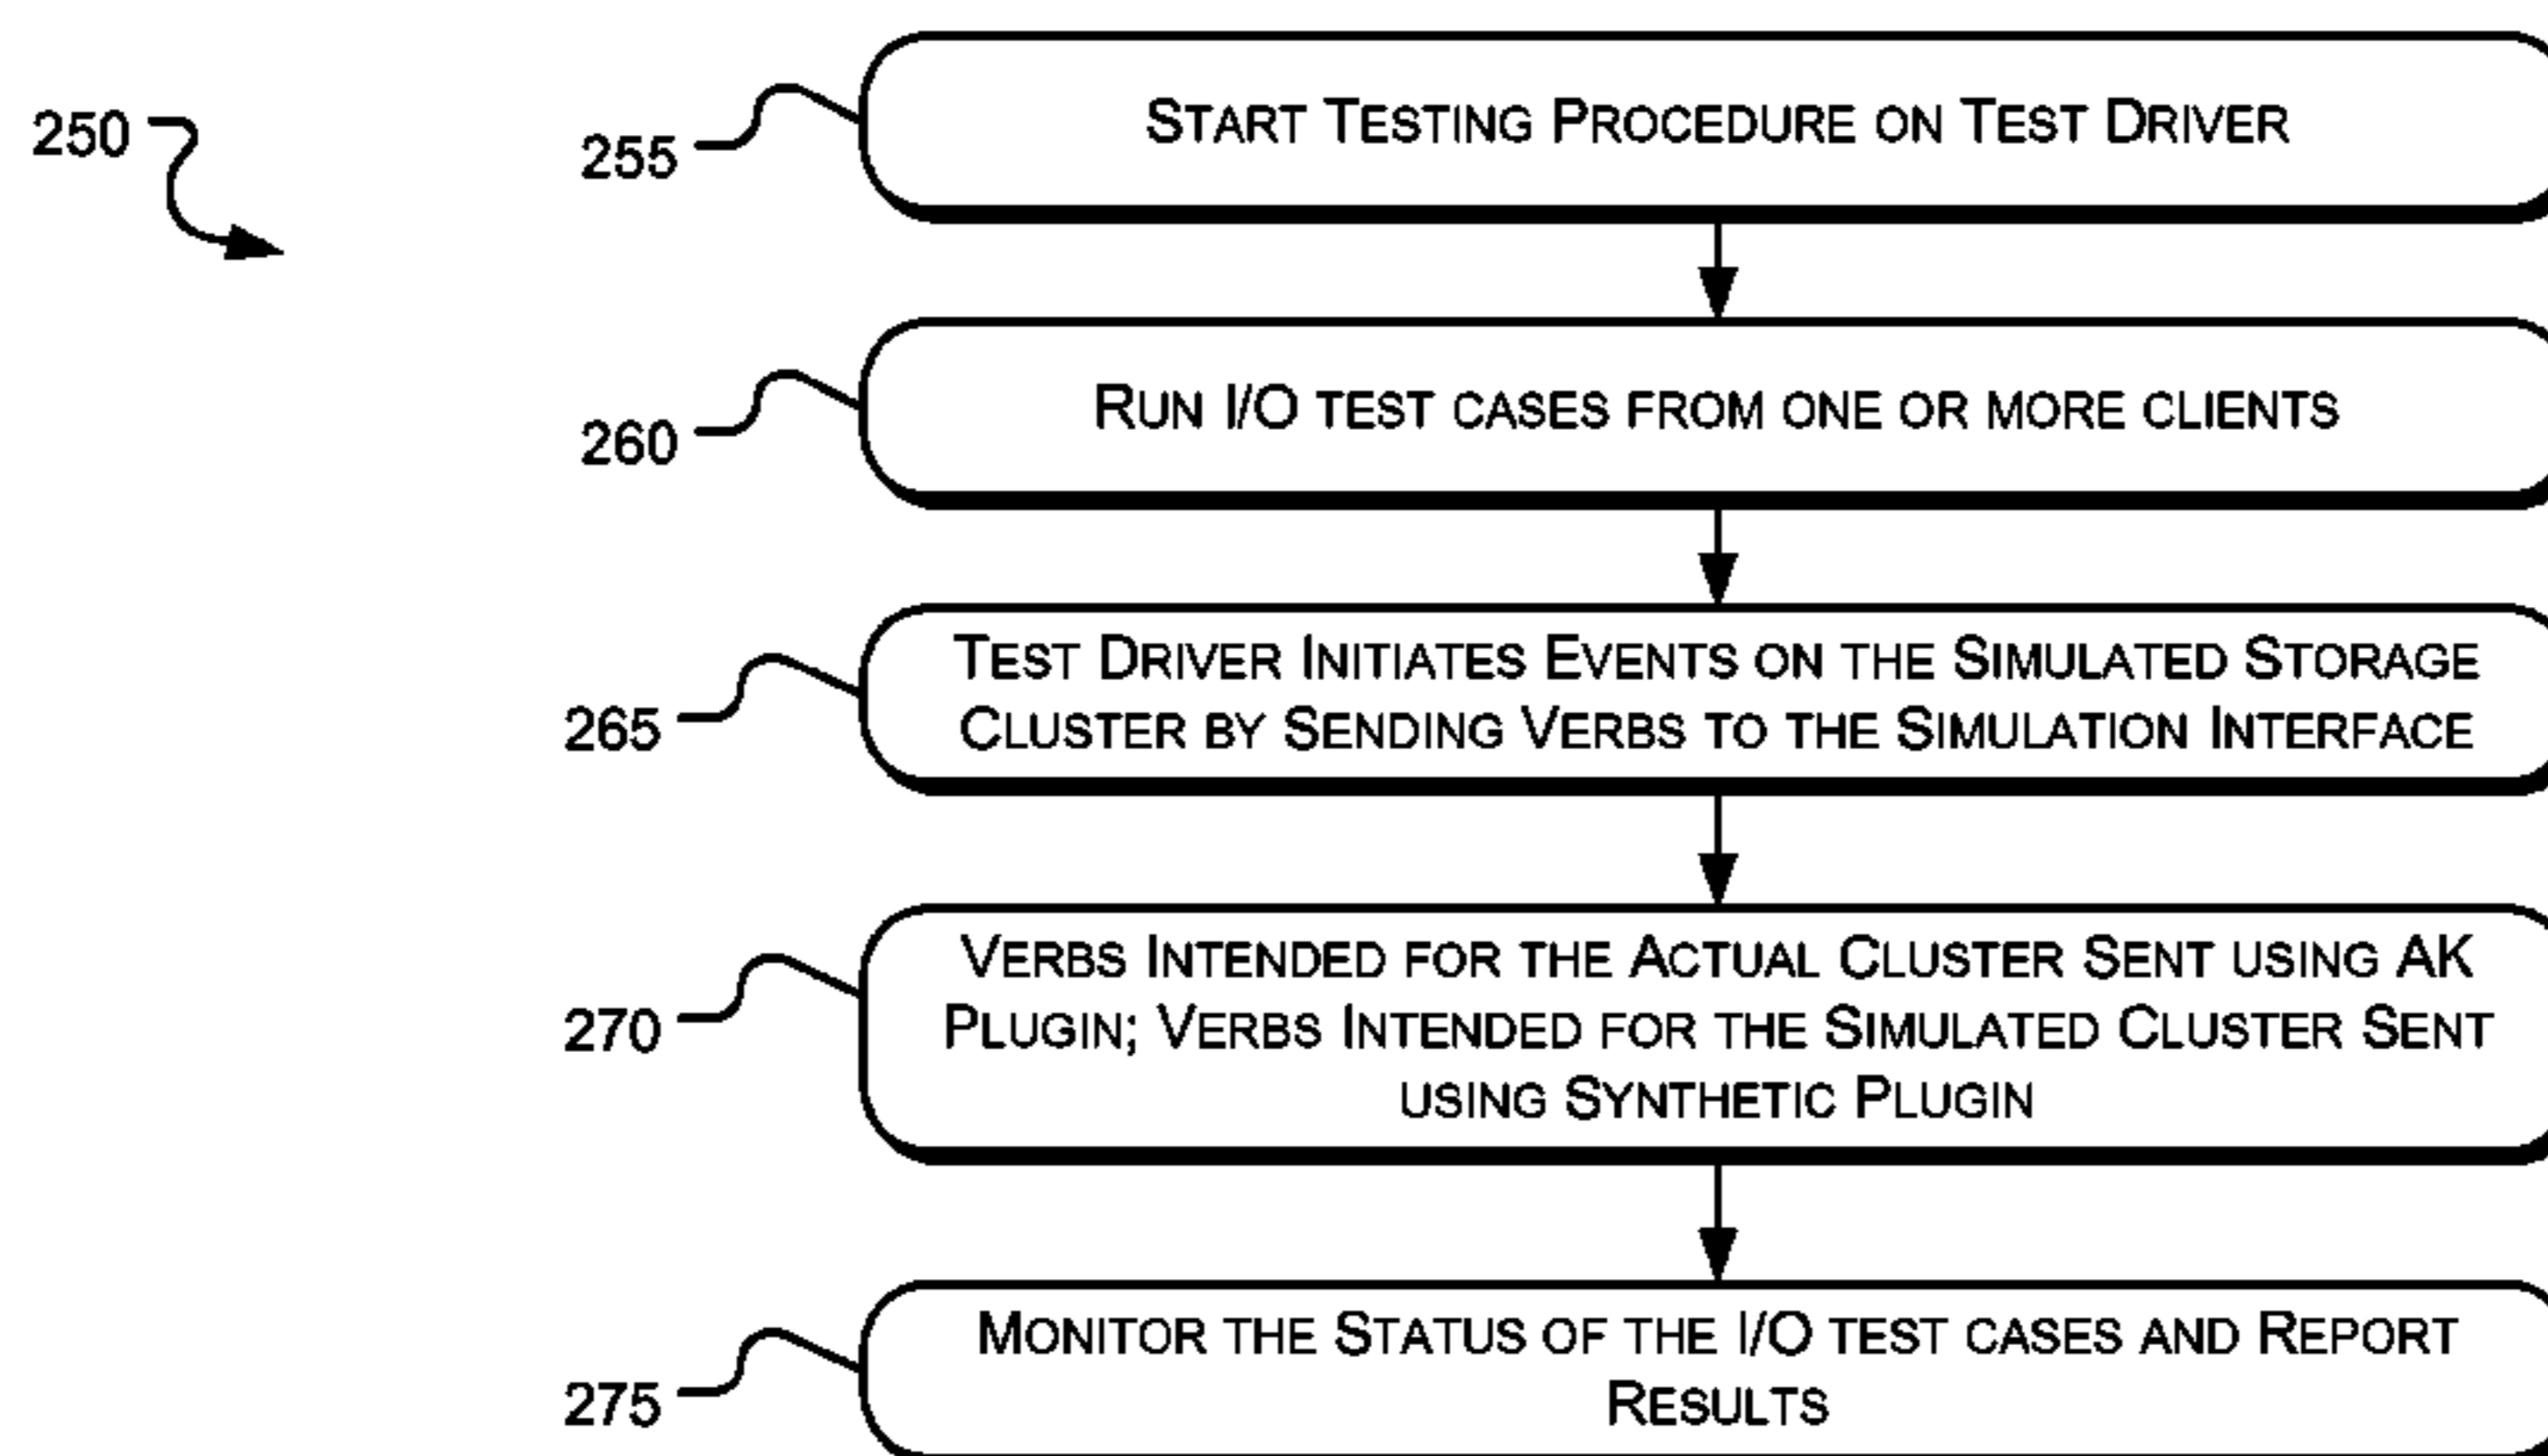 250
255
START TESTING PROCEDURE ON TEST DRIVER
260
RUN I/O TEST CASES FROM ONE OR MORE CLIENTS
265
TEST DRIVER INITIATES EVENTS ON THE SIMULATED STORAGE
CLUSTER BY SENDING VERBS TO THE SIMULATION INTERFACE
270
VERBS INTENDED FOR THE ACTUAL CLUSTER SENT USING AK
PLUGIN; VERBS INTENDED FOR THE SIMULATED CLUSTER SENT
USING SYNTHETIC PLUGIN
275
MONITOR THE STATUS OF THE I/O TEST CASES AND REPORT
RESULTS